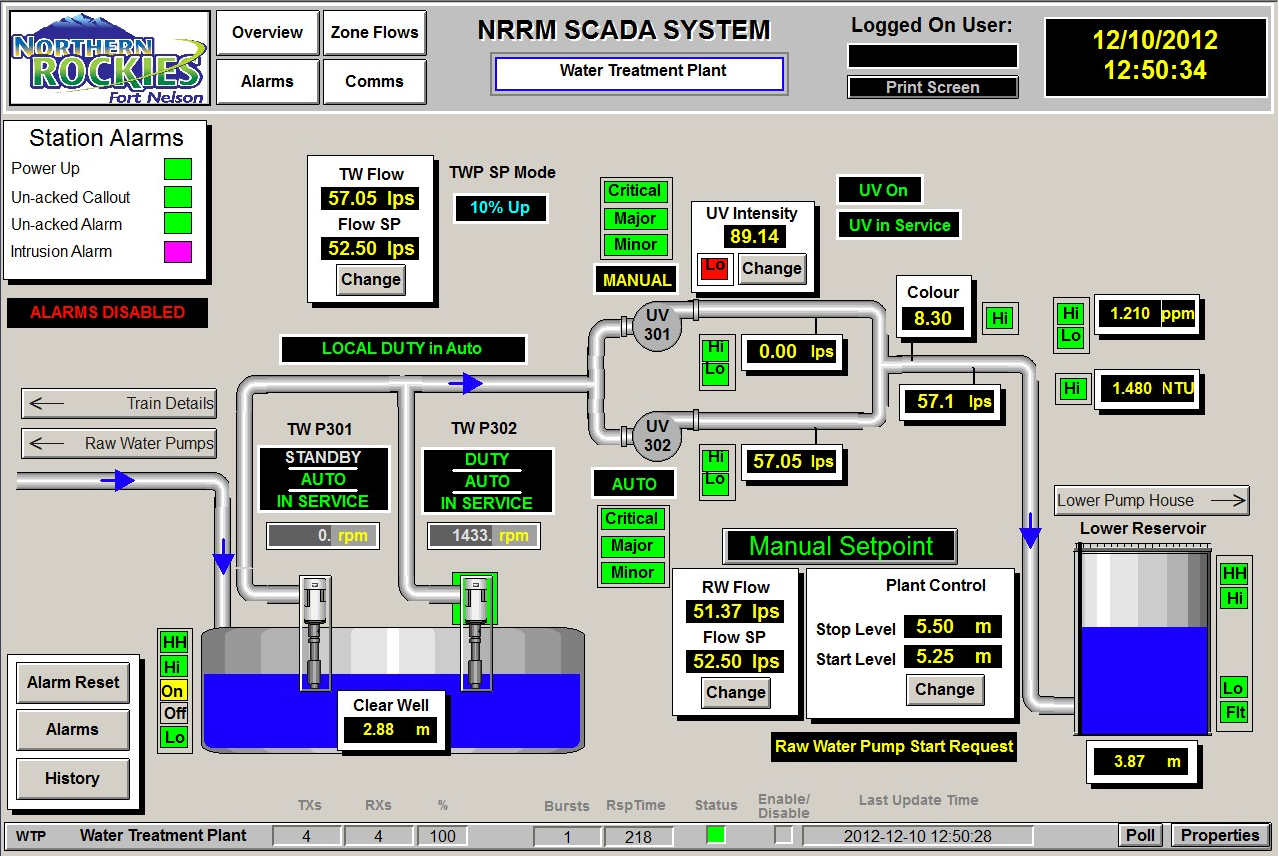 NORTHERN
ROCKIES
Fort Nelson
Overview
Zone Flows
Alarms
Comms
NRRM SCADA SYSTEM
Water Treatment Plant
Logged On User:
Print Screen
12/10/2012
12:50:34
Station Alarms
Power Up
Un-acked Callout
Un-acked Alarm
Intrusion Alarm
ALARMS DISABLED
TW Flow
57.05 lps
Flow SP
52.50 lps
Change
TWP SP Mode
10% Up
Critical
Major
Minor
MANUAL
UV Intensity
89.14
Lo
Change
UV On
UV in Service
Colour
8.30
Hi
Hi
Lo
1.210 ppm
Hi
1.480 NTU
LOCAL DUTY in Auto
UV
301
Hi
Lo
0.00 lps
57.1 lps
UV
302
Hi
Lo
57.05 lps
AUTO
Critical
Major
Minor
Train Details
Raw Water Pumps
TW P301
STANDBY
AUTO
IN SERVICE
0. rpm
TW P302
DUTY
AUTO
IN SERVICE
1433. rpm
Lower Pump House
Lower Reservoir
HH
Hi
Lo
Flt
3.87 m
Manual Setpoint
RW Flow
51.37 lps
Flow SP
52.50 lps
Change
Plant Control
Stop Level 5.50 m
Start Level 5.25 m
Change
Raw Water Pump Start Request
HH
Hi
On
Off
Lo
Clear Well
2.88 m
Alarm Reset
Alarms
History
TXs RXs % Bursts RspTime Status Enable/
Disable Last Update Time
WTP Water Treatment Plant 4 4 100 1 218 2012-12-10 12:50:28 Poll Properties